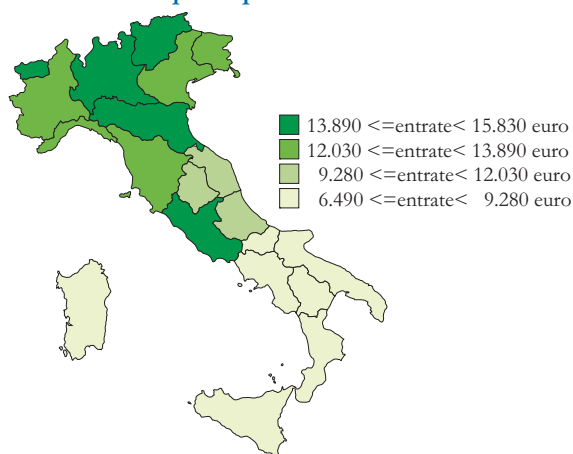 13.890 <=entrate< 15.830 euro
12.030 <=entrate< 13.890 euro
9.280 <=entrate< 12.030 euro
6.490 <=entrate< 9.280 euro